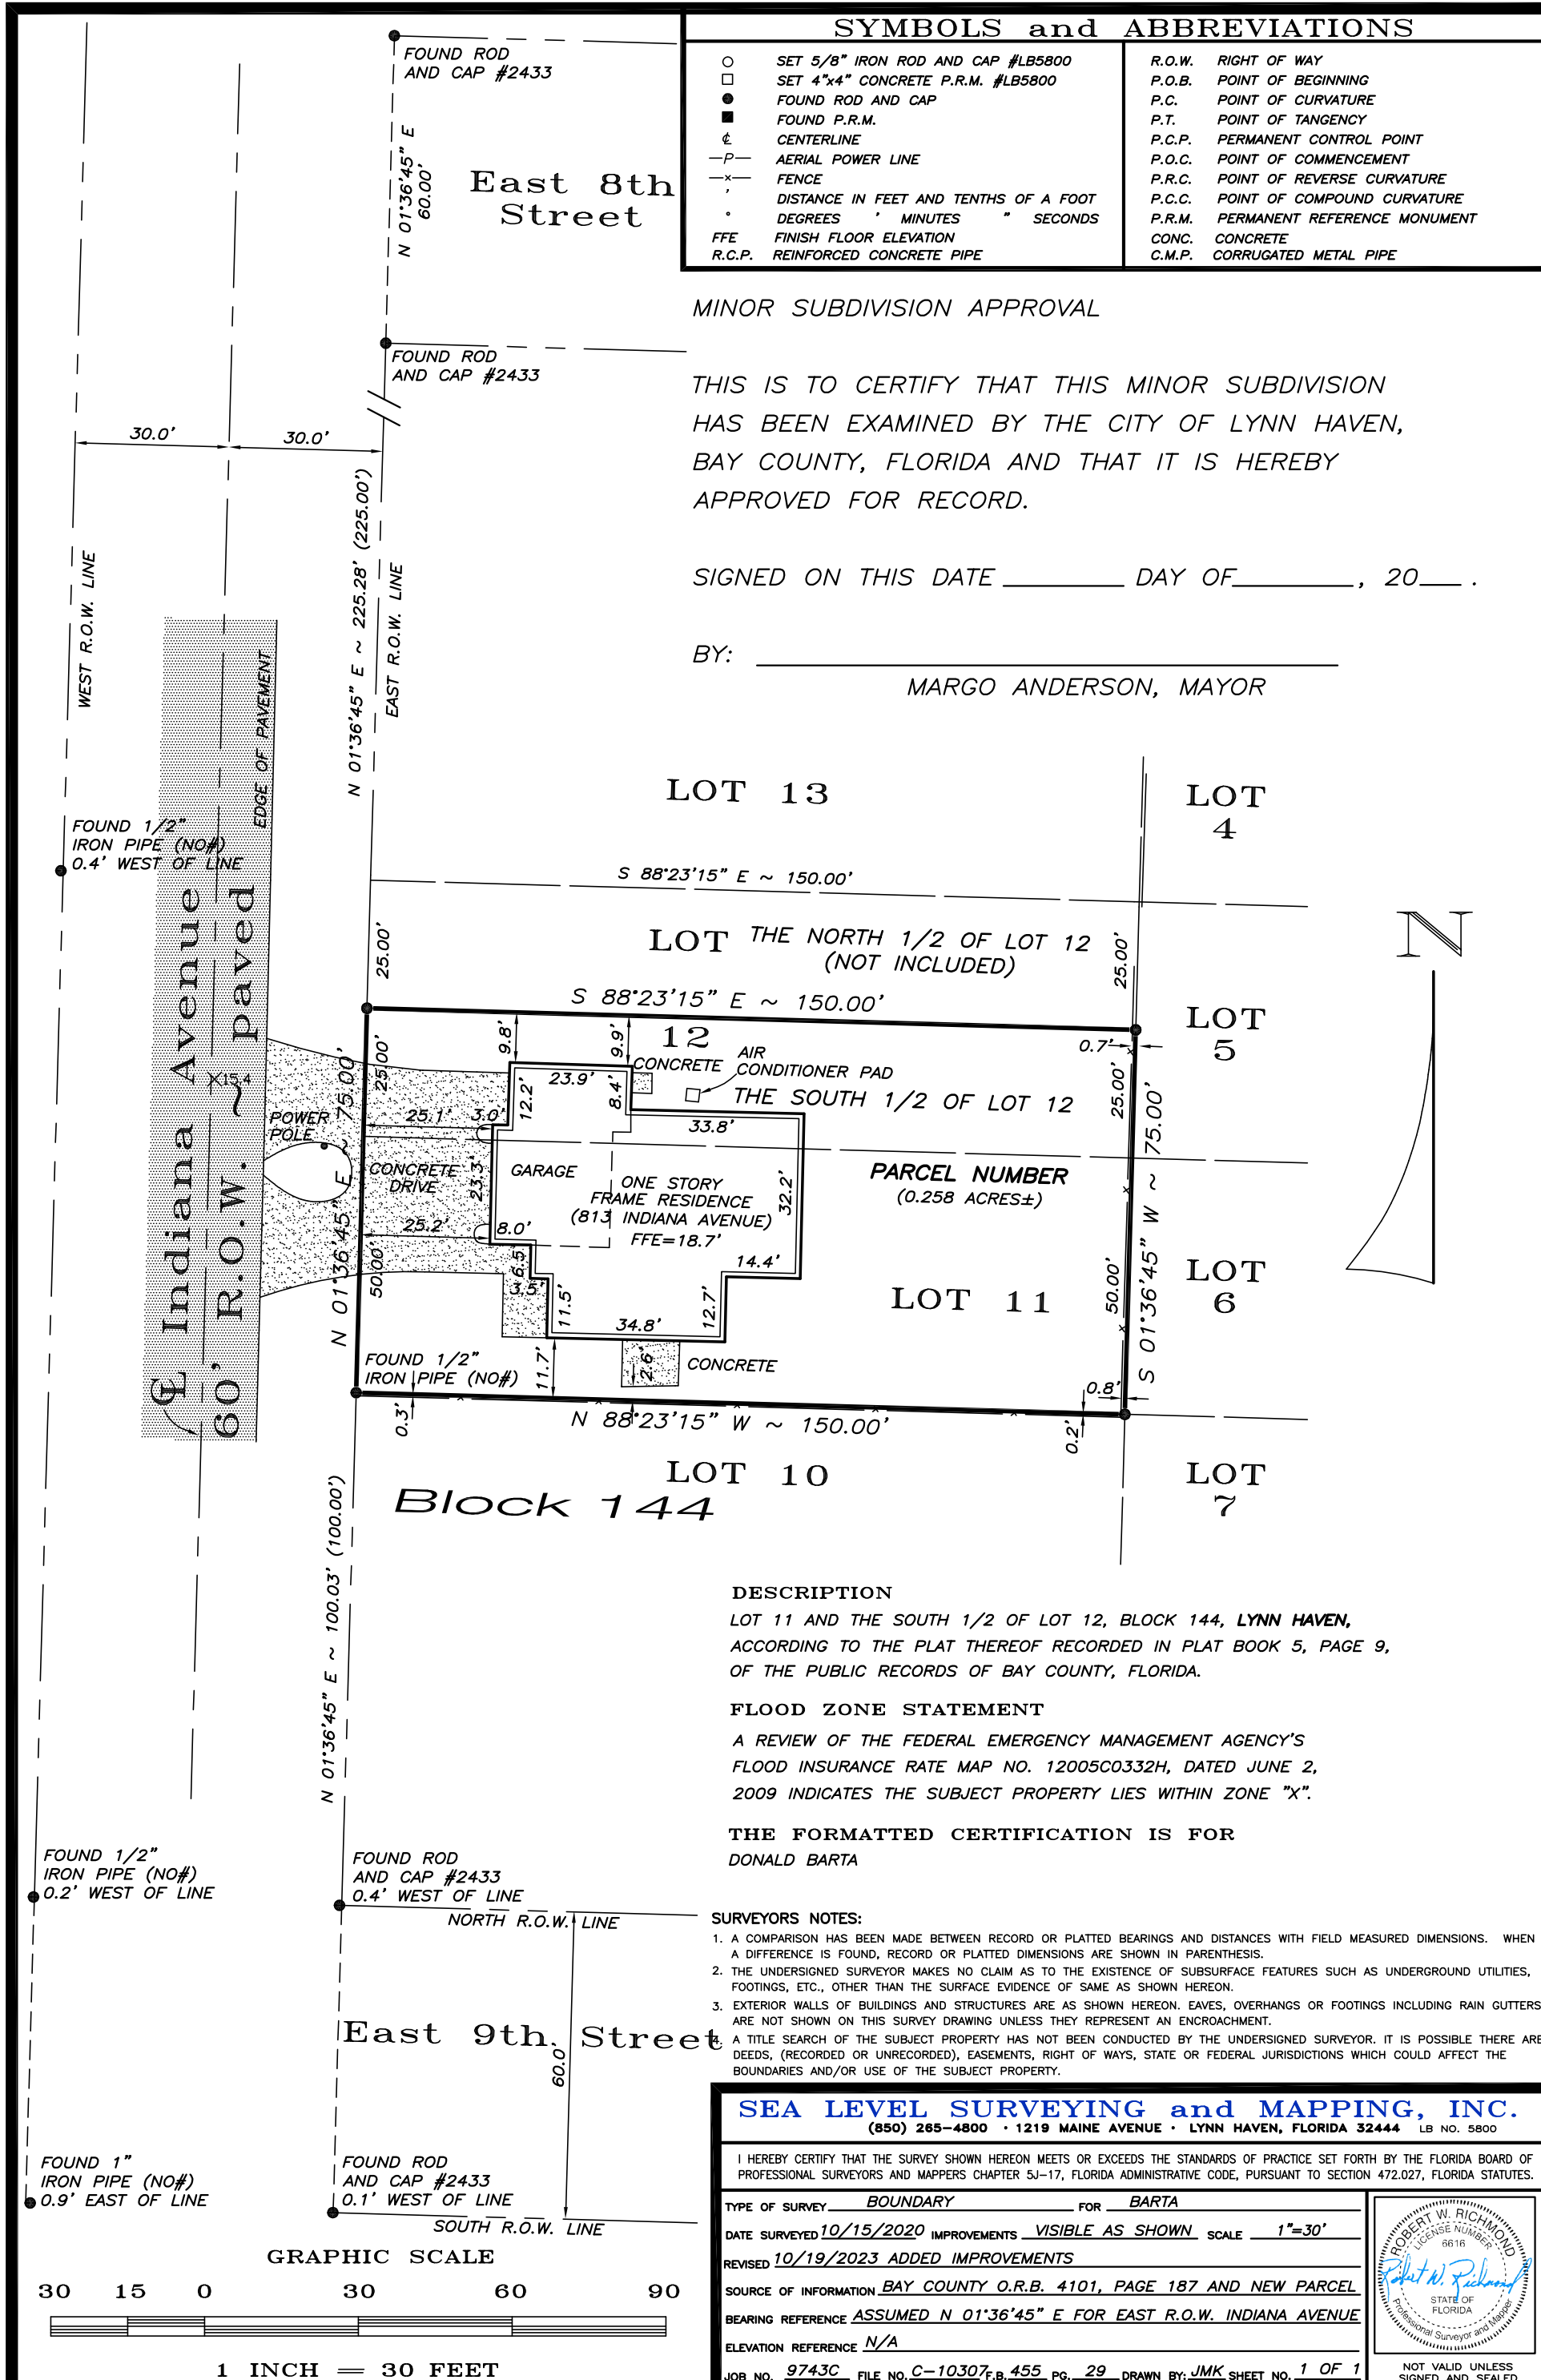 SYMBOLS and ABBREVIATIONS
SET 5/8" IRON ROD AND CAP #LB5800
SET 4"x4" CONCRETE P.R.M. #LB5800
FOUND ROD AND CAP
FOUND P.R.M.
℄ CENTERLINE
—P— AERIAL POWER LINE
—x— FENCE
' DISTANCE IN FEET AND TENTHS OF A FOOT
° DEGREES ' MINUTES " SECONDS
FFE FINISH FLOOR ELEVATION
R.C.P. REINFORCED CONCRETE PIPE
R.O.W. RIGHT OF WAY
P.O.B. POINT OF BEGINNING
P.C. POINT OF CURVATURE
P.T. POINT OF TANGENCY
P.C.P. PERMANENT CONTROL POINT
P.O.C. POINT OF COMMENCEMENT
P.R.C. POINT OF REVERSE CURVATURE
P.C.C. POINT OF COMPOUND CURVATURE
P.R.M. PERMANENT REFERENCE MONUMENT
CONC. CONCRETE
C.M.P. CORRUGATED METAL PIPE
FOUND ROD
AND CAP #2433
N 01°36'45" E
60.00'
East 8th
Street
FOUND ROD
AND CAP #2433
30.0'
30.0'
MINOR SUBDIVISION APPROVAL
THIS IS TO CERTIFY THAT THIS MINOR SUBDIVISION
HAS BEEN EXAMINED BY THE CITY OF LYNN HAVEN,
BAY COUNTY, FLORIDA AND THAT IT IS HEREBY
APPROVED FOR RECORD.
SIGNED ON THIS DATE ________ DAY OF________, 20___ .
BY:
MARGO ANDERSON, MAYOR
WEST R.O.W. LINE
N 01°36'45" E ~ 225.28' (225.00')
EAST R.O.W. LINE
EDGE OF PAVEMENT
FOUND 1/2"
IRON PIPE (NO#)
0.4' WEST OF LINE
℄ Indiana Avenue
60' R.O.W. ~ paved
15.4
LOT 13
LOT
4
S 88°23'15" E ~ 150.00'
25.00'
LOT
THE NORTH 1/2 OF LOT 12
(NOT INCLUDED)
25.00'
S 88°23'15" E ~ 150.00'
12
LOT
5
N
9.8'
9.9'
CONCRETE
AIR
CONDITIONER PAD
0.7'
25.00'
23.9'
12.2'
8.4'
THE SOUTH 1/2 OF LOT 12
25.00'
N 01°36'45" E ~ 75.00'
POWER
POLE
25.1'
3.0'
33.8'
CONCRETE
DRIVE
23.3'
GARAGE
ONE STORY
FRAME RESIDENCE
(813 INDIANA AVENUE)
FFE=18.7'
32.2'
PARCEL NUMBER
(0.258 ACRES±)
25.2'
8.0'
6.5'
3.5'
14.4'
50.00'
11.5'
12.7'
LOT 11
50.00'
S 01°36'45" W ~ 75.00'
LOT
6
34.8'
FOUND 1/2"
IRON PIPE (NO#)
11.7'
2.6'
CONCRETE
0.8'
0.3'
N 88°23'15" W ~ 150.00'
0.2'
LOT 10
LOT
7
Block 144
N 01°36'45" E ~ 100.03' (100.00')
DESCRIPTION
LOT 11 AND THE SOUTH 1/2 OF LOT 12, BLOCK 144, LYNN HAVEN,
ACCORDING TO THE PLAT THEREOF RECORDED IN PLAT BOOK 5, PAGE 9,
OF THE PUBLIC RECORDS OF BAY COUNTY, FLORIDA.
FLOOD ZONE STATEMENT
A REVIEW OF THE FEDERAL EMERGENCY MANAGEMENT AGENCY'S
FLOOD INSURANCE RATE MAP NO. 12005C0332H, DATED JUNE 2,
2009 INDICATES THE SUBJECT PROPERTY LIES WITHIN ZONE "X".
THE FORMATTED CERTIFICATION IS FOR
DONALD BARTA
FOUND 1/2"
IRON PIPE (NO#)
0.2' WEST OF LINE
FOUND ROD
AND CAP #2433
0.4' WEST OF LINE
NORTH R.O.W. LINE
East 9th. Street
60.0'
FOUND 1"
IRON PIPE (NO#)
0.9' EAST OF LINE
FOUND ROD
AND CAP #2433
0.1' WEST OF LINE
SOUTH R.O.W. LINE
SURVEYORS NOTES:
1. A COMPARISON HAS BEEN MADE BETWEEN RECORD OR PLATTED BEARINGS AND DISTANCES WITH FIELD MEASURED DIMENSIONS. WHEN
A DIFFERENCE IS FOUND, RECORD OR PLATTED DIMENSIONS ARE SHOWN IN PARENTHESIS.
2. THE UNDERSIGNED SURVEYOR MAKES NO CLAIM AS TO THE EXISTENCE OF SUBSURFACE FEATURES SUCH AS UNDERGROUND UTILITIES,
FOOTINGS, ETC., OTHER THAN THE SURFACE EVIDENCE OF SAME AS SHOWN HEREON.
3. EXTERIOR WALLS OF BUILDINGS AND STRUCTURES ARE AS SHOWN HEREON. EAVES, OVERHANGS OR FOOTINGS INCLUDING RAIN GUTTERS
ARE NOT SHOWN ON THIS SURVEY DRAWING UNLESS THEY REPRESENT AN ENCROACHMENT.
4. A TITLE SEARCH OF THE SUBJECT PROPERTY HAS NOT BEEN CONDUCTED BY THE UNDERSIGNED SURVEYOR. IT IS POSSIBLE THERE ARE
DEEDS, (RECORDED OR UNRECORDED), EASEMENTS, RIGHT OF WAYS, STATE OR FEDERAL JURISDICTIONS WHICH COULD AFFECT THE
BOUNDARIES AND/OR USE OF THE SUBJECT PROPERTY.
GRAPHIC SCALE
30 15 0 30 60 90
1 INCH = 30 FEET
SEA LEVEL SURVEYING and MAPPING, INC.
(850) 265-4800 • 1219 MAINE AVENUE • LYNN HAVEN, FLORIDA 32444 LB NO. 5800
I HEREBY CERTIFY THAT THE SURVEY SHOWN HEREON MEETS OR EXCEEDS THE STANDARDS OF PRACTICE SET FORTH BY THE FLORIDA BOARD OF
PROFESSIONAL SURVEYORS AND MAPPERS CHAPTER 5J-17, FLORIDA ADMINISTRATIVE CODE, PURSUANT TO SECTION 472.027, FLORIDA STATUTES.
TYPE OF SURVEY BOUNDARY FOR BARTA
DATE SURVEYED 10/15/2020 IMPROVEMENTS VISIBLE AS SHOWN SCALE 1"=30'
REVISED 10/19/2023 ADDED IMPROVEMENTS
SOURCE OF INFORMATION BAY COUNTY O.R.B. 4101, PAGE 187 AND NEW PARCEL
BEARING REFERENCE ASSUMED N 01°36'45" E FOR EAST R.O.W. INDIANA AVENUE
ELEVATION REFERENCE N/A
JOB NO. 9743C FILE NO. C-10307 F.B. 455 PG. 29 DRAWN BY: JMK SHEET NO. 1 OF 1
ROBERT W. RICHMOND
LICENSE NUMBER
6616
Robert W. Richmond
STATE OF
FLORIDA
Professional Surveyor and Mapper
NOT VALID UNLESS
SIGNED AND SEALED